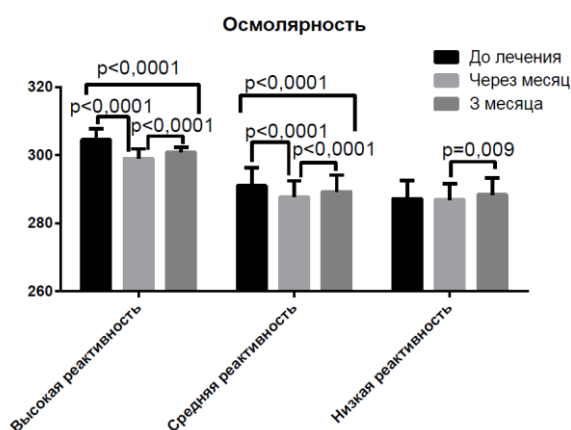 Осмолярность
До лечения
Через месяц
3 месяца
p<0,0001
p<0,0001
p<0,0001
p<0,0001
p<0,0001
p<0,0001
p=0,009
320
300
280
260
Высокая реактивность
Средняя реактивность
Низкая реактивность